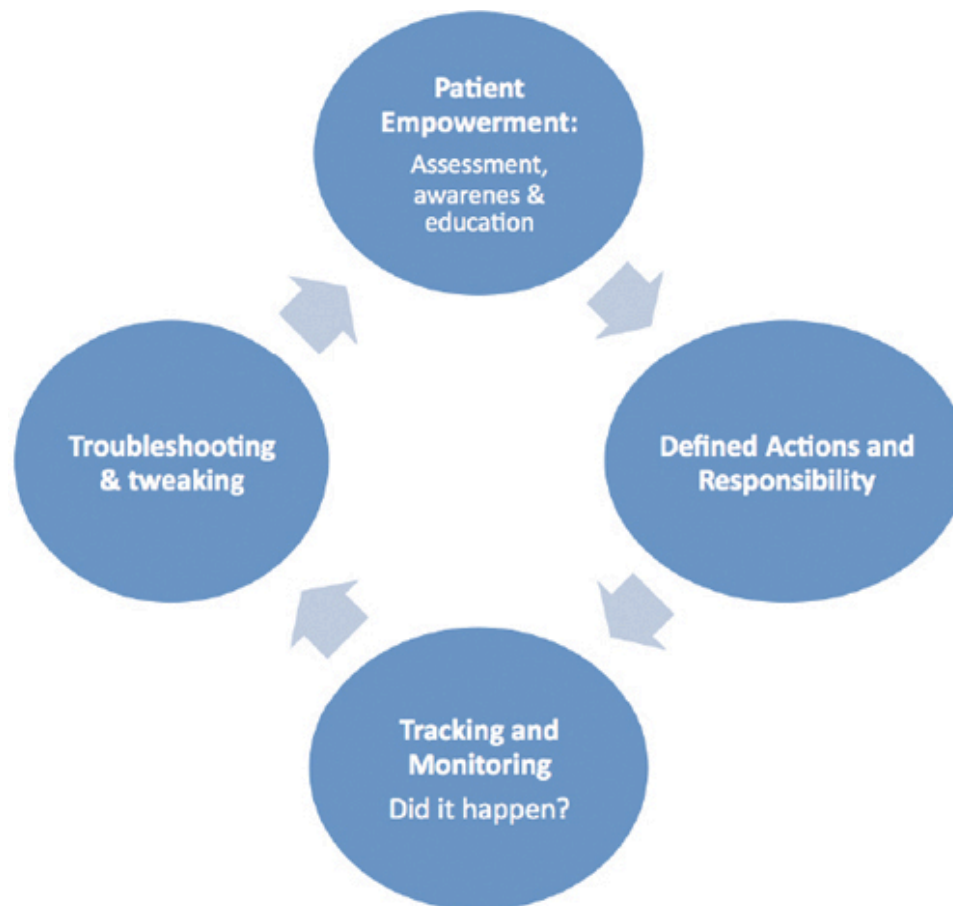 Patient
Empowerment:
Assessment,
awarenes &
education
Defined Actions and
Responsibility
Tracking and
Monitoring
Did it happen?
Troubleshooting
& tweaking